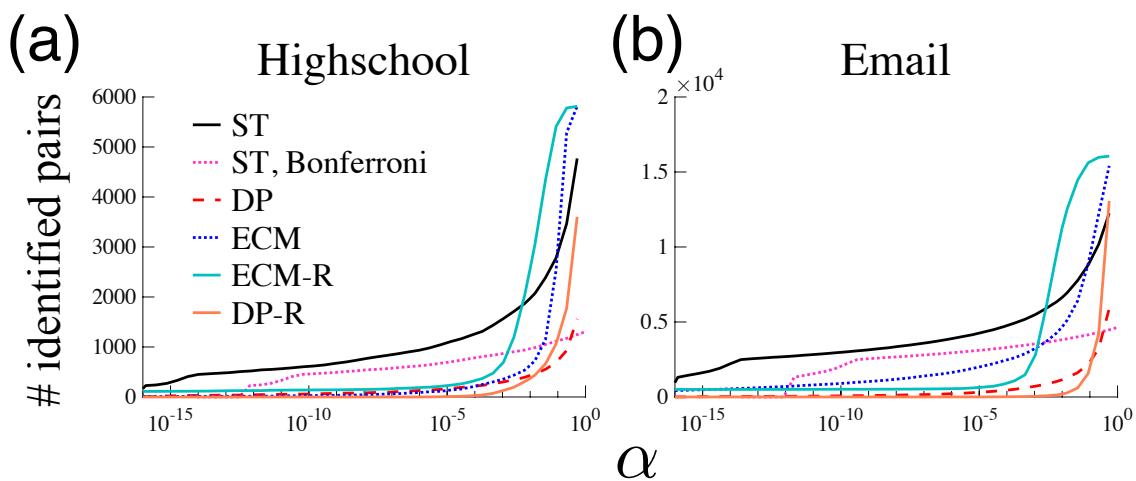 (a)
Highschool
# identified pairs
6000
5000
4000
3000
2000
1000
0
ST
ST, Bonferroni
DP
ECM
ECM-R
DP-R
10^-15
10^-10
10^-5
10^0
(b)
Email
×10^4
2
1.5
1
0.5
0
10^-15
10^-10
10^-5
10^0
α